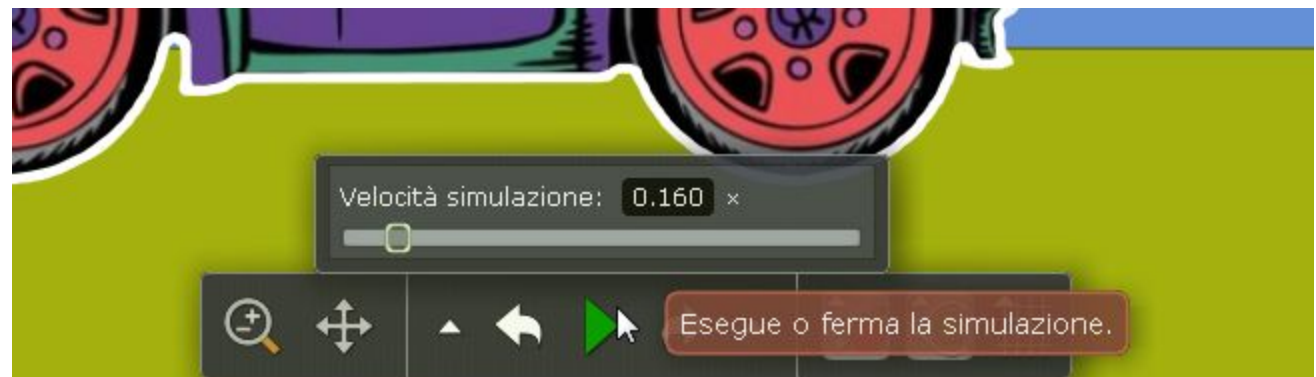 Velocità simulazione: 0.160 ×
Esegue o ferma la simulazione.